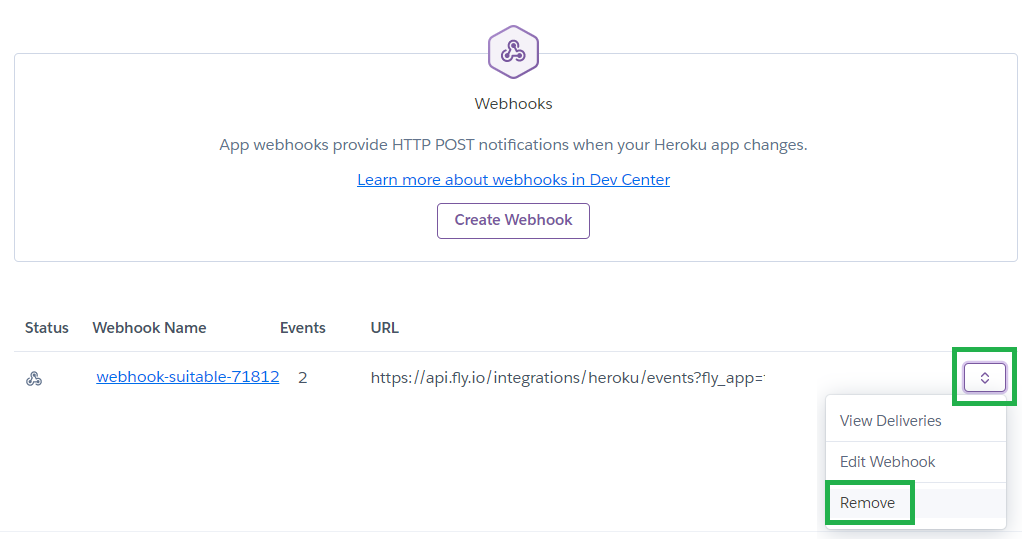 Webhooks
App webhooks provide HTTP POST notifications when your Heroku app changes.
Learn more about webhooks in Dev Center
Create Webhook
Status Webhook Name Events URL
webhook-suitable-71812 2 https://api.fly.io/integrations/heroku/events?fly_app=
View Deliveries
Edit Webhook
Remove